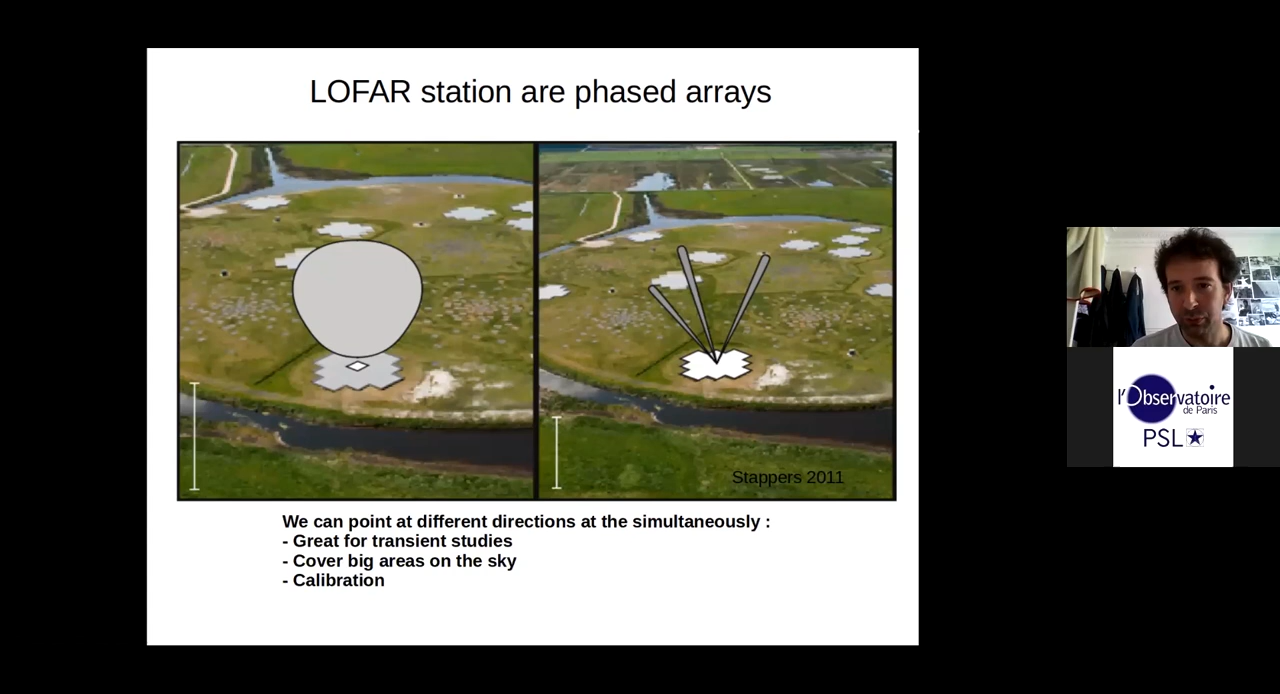 LOFAR station are phased arrays
Stappers 2011
We can point at different directions at the simultaneously :
- Great for transient studies
- Cover big areas on the sky
- Calibration
l'Observatoire
de Paris
PSL